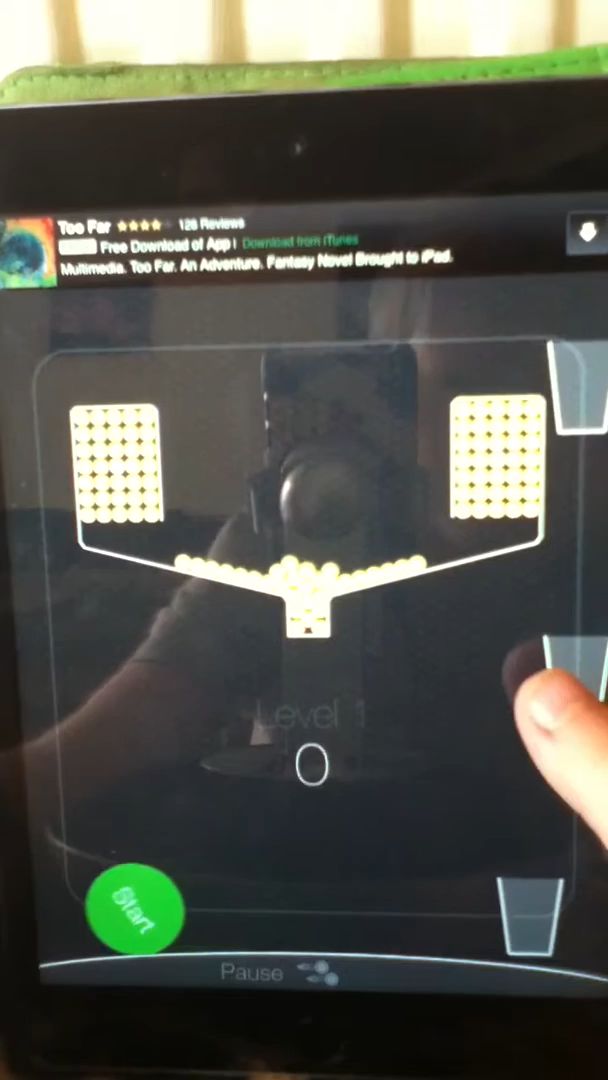 Too Far
128 Reviews
Free Download of App! Download from iTunes
Multimedia. Too Far. An Adventure. Fantasy Novel Brought to iPad.
Level 1
0
Start
Pause